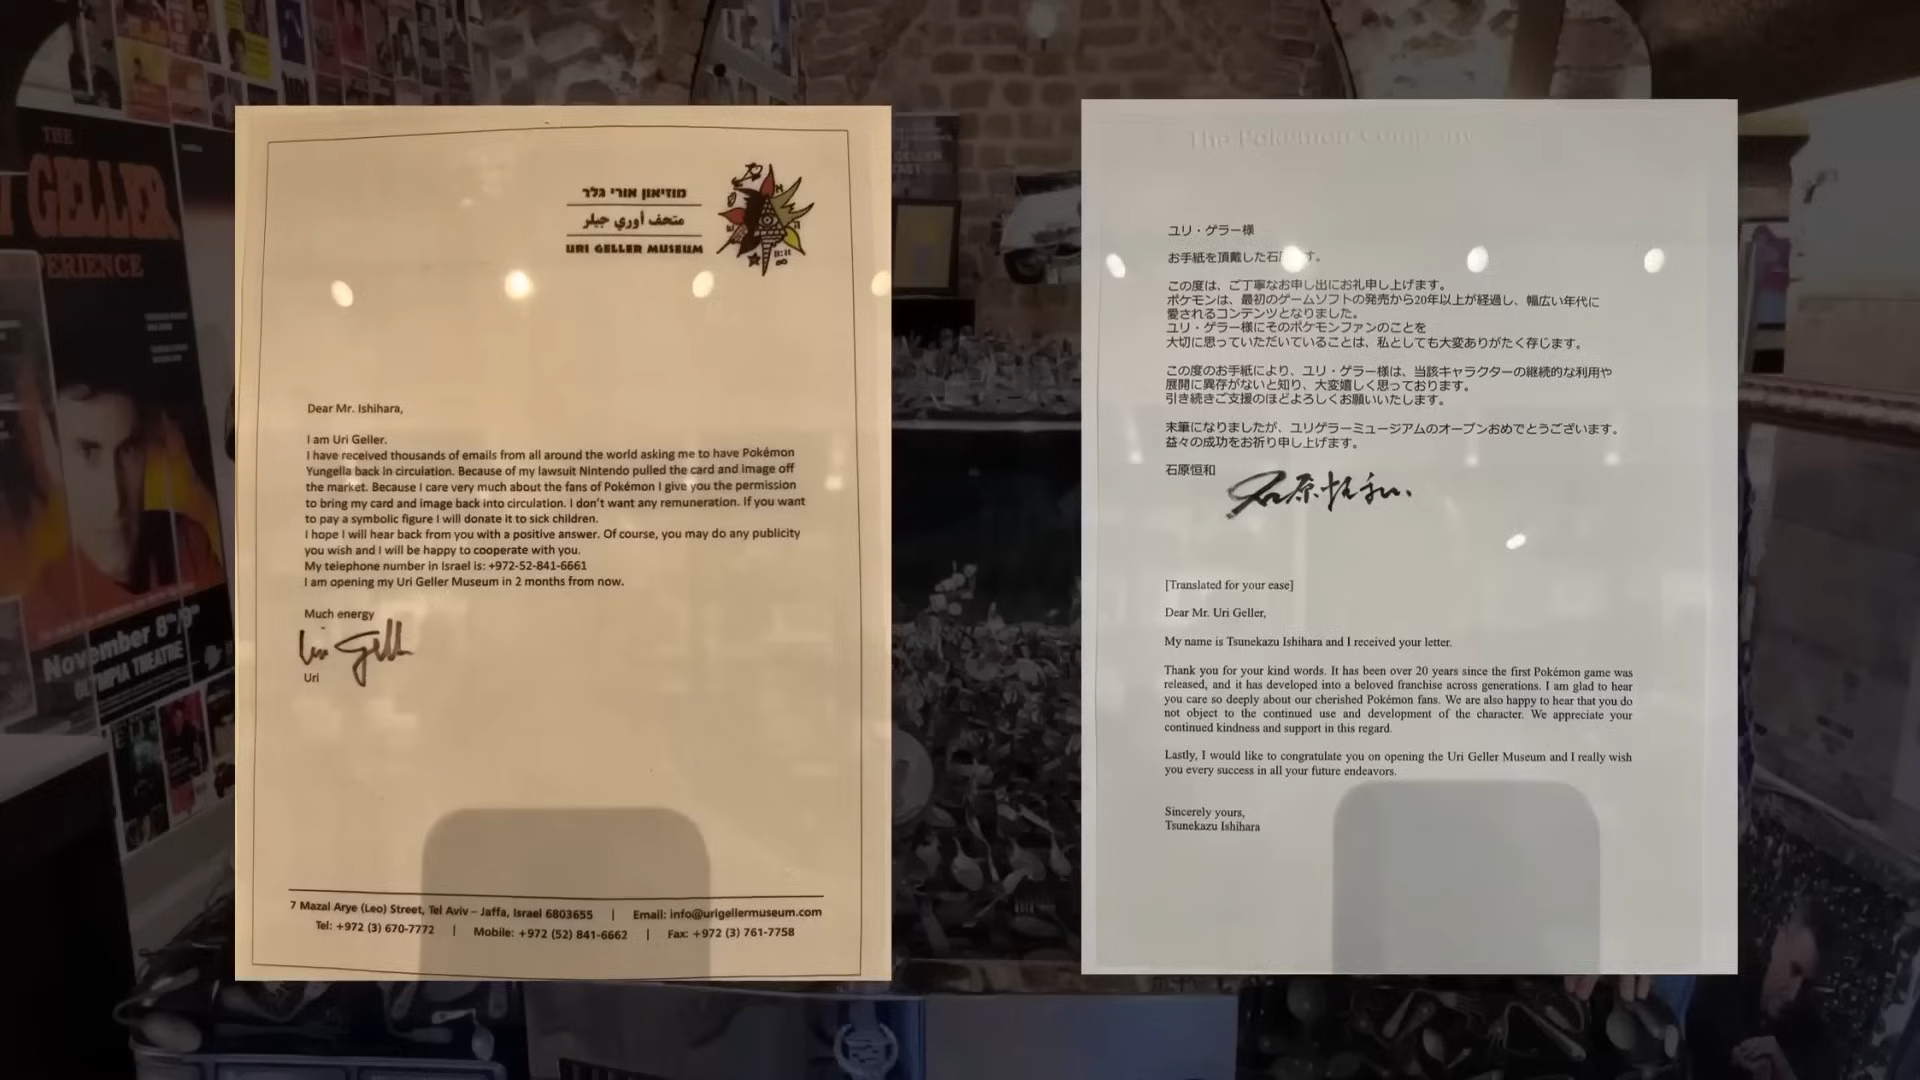 THE
GELLER
ERIENCE
November 8th/9th
OLYMPIA THEATRE
מוזיאון אורי גלר
متحف أوري جيلر
URI GELLER MUSEUM
Dear Mr. Ishihara,
I am Uri Geller.
I have received thousands of emails from all around the world asking me to have Pokémon
Yungella back in circulation. Because of my lawsuit Nintendo pulled the card and image off
the market. Because I care very much about the fans of Pokémon I give you the permission
to bring my card and image back into circulation. I don't want any remuneration. If you want
to pay a symbolic figure I will donate it to sick children.
I hope I will hear back from you with a positive answer. Of course, you may do any publicity
you wish and I will be happy to cooperate with you.
My telephone number in Israel is: +972-52-841-6661
I am opening my Uri Geller Museum in 2 months from now.
Much energy
Uri Geller
Uri
7 Mazal Arye (Leo) Street, Tel Aviv – Jaffa, Israel 6803655 | Email: info@urigellermuseum.com
Tel: +972 (3) 670-7772 | Mobile: +972 (52) 841-6662 | Fax: +972 (3) 761-7758
The Pokémon Company
ユリ・ゲラー様
お手紙を頂戴した石す。
この度は、ご丁寧なお申し出にお礼申し上げます。
ポケモンは、最初のゲームソフトの発売から20年以上が経過し、幅広い年代に
愛されるコンテンツとなりました。
ユリ・ゲラー様にそのポケモンファンのことを
大切に思っていただいていることは、私としても大変ありがたく存じます。
この度のお手紙により、ユリ・ゲラー様は、当該キャラクターの継続的な利用や
展開に異存がないと知り、大変嬉しく思っております。
引き続きご支援のほどよろしくお願いいたします。
末筆になりましたが、ユリゲラーミュージアムのオープンおめでとうございます。
益々の成功をお祈り申し上げます。
石原恒和
石原恒和
[Translated for your ease]
Dear Mr. Uri Geller,
My name is Tsunekazu Ishihara and I received your letter.
Thank you for your kind words. It has been over 20 years since the first Pokémon game was
released, and it has developed into a beloved franchise across generations. I am glad to hear
you care so deeply about our cherished Pokémon fans. We are also happy to hear that you do
not object to the continued use and development of the character. We appreciate your
continued kindness and support in this regard.
Lastly, I would like to congratulate you on opening the Uri Geller Museum and I really wish
you every success in all your future endeavors.
Sincerely yours,
Tsunekazu Ishihara